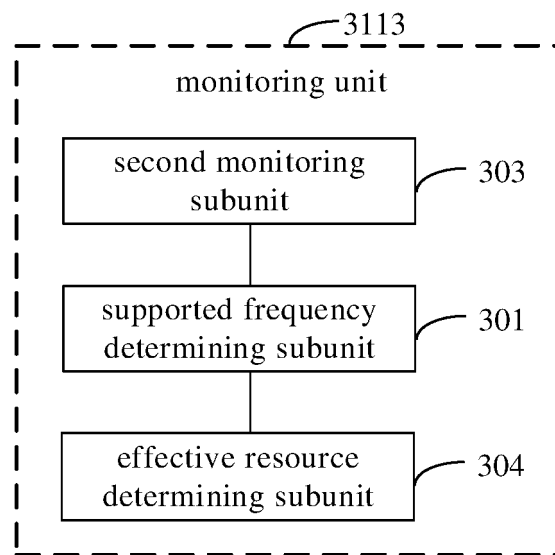 3113
monitoring unit
second monitoring
subunit
303
supported frequency
determining subunit
301
effective resource
determining subunit
304